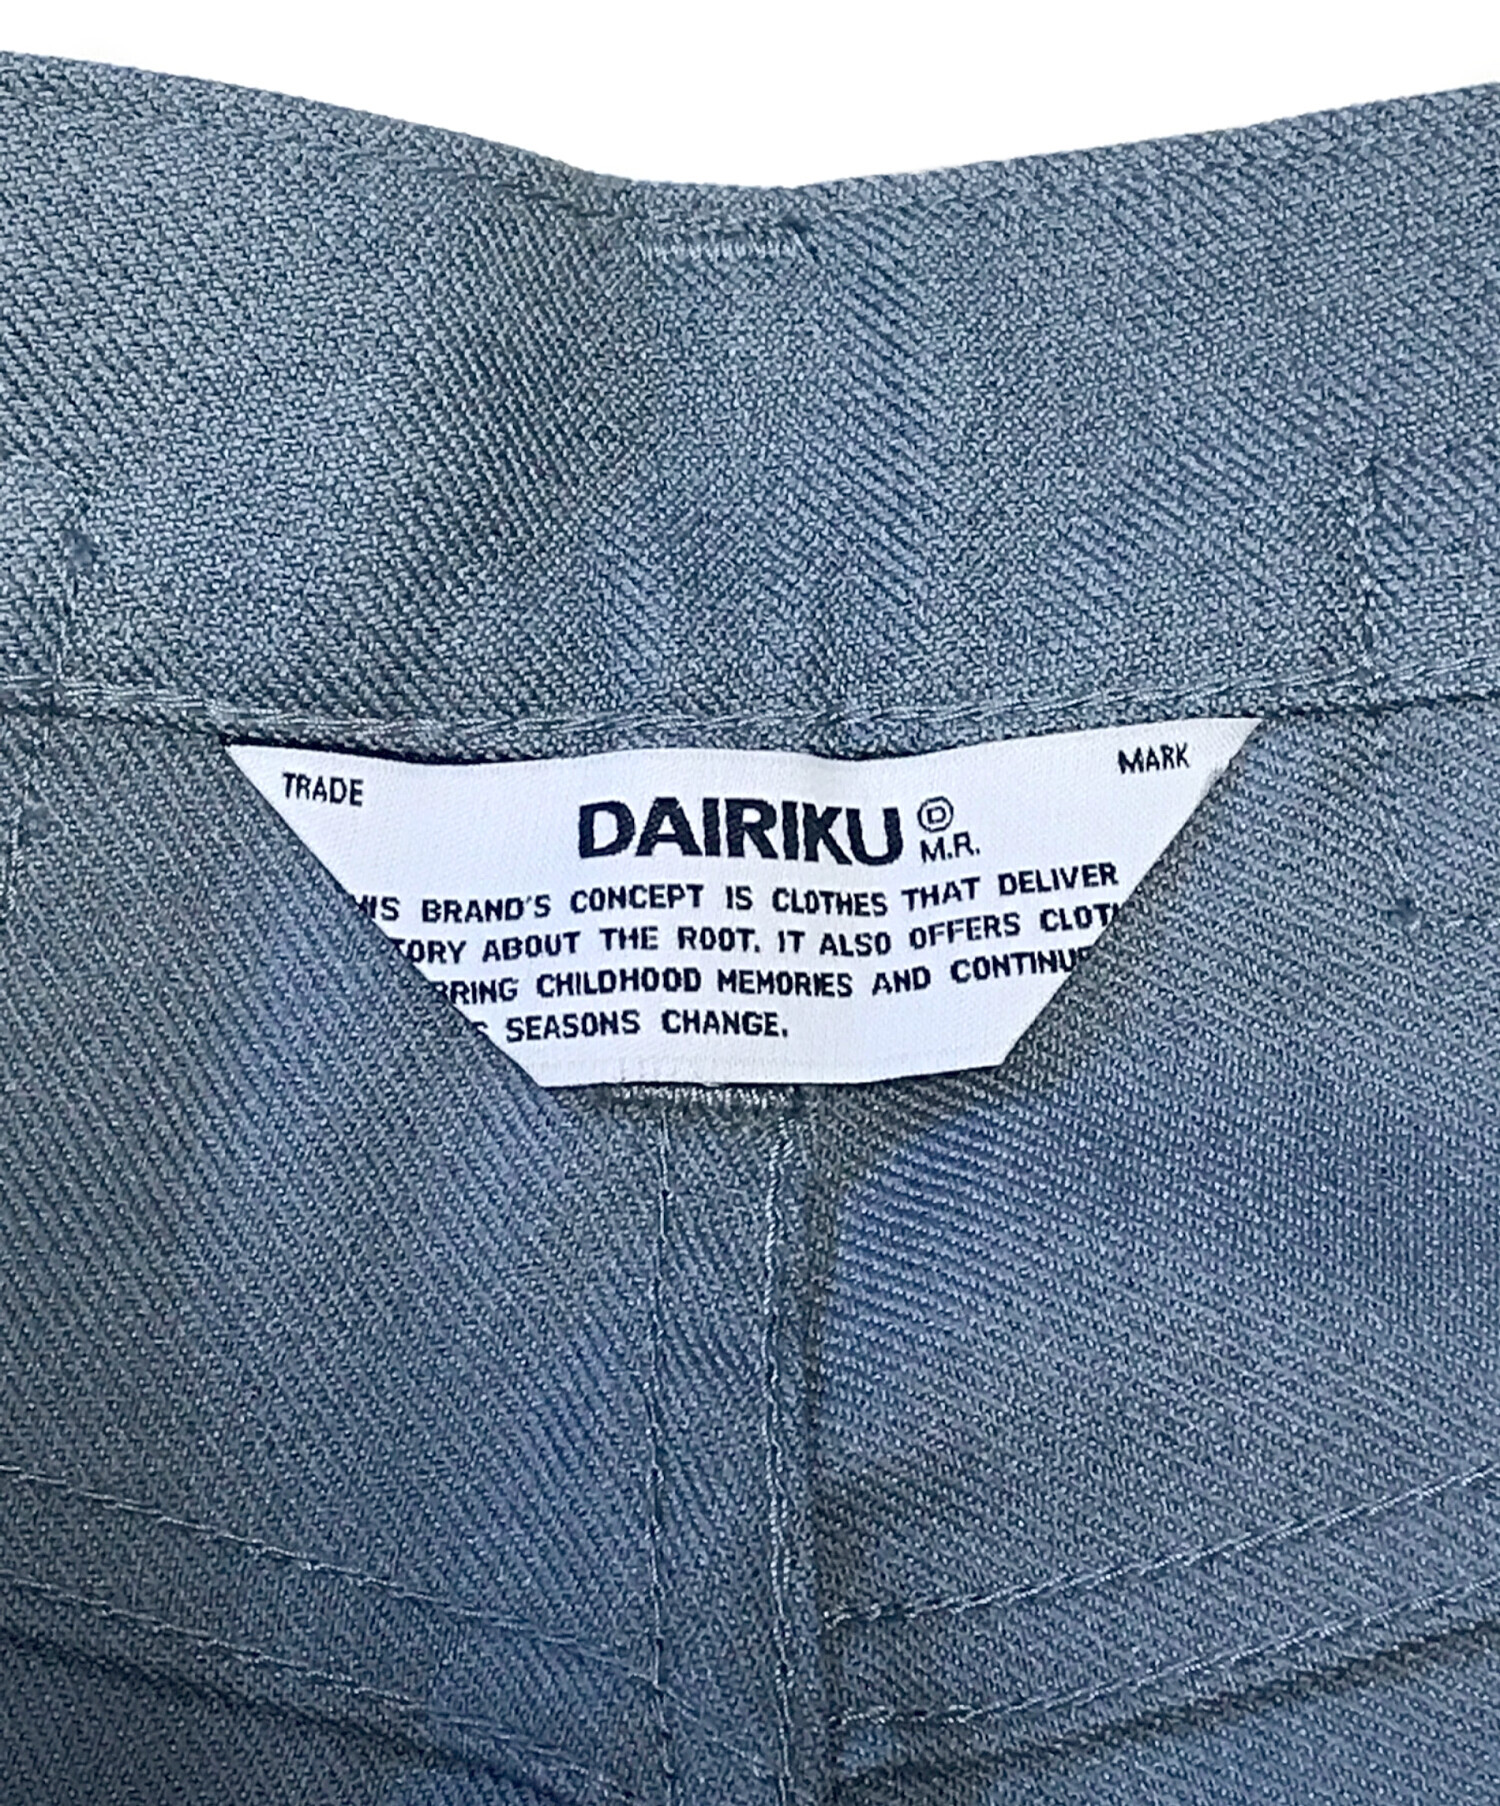 TRADE MARK
DAIRIKU Ⓓ
M.R.
BRAND'S CONCEPT IS CLOTHES THAT DELIVER
ABOUT THE ROOT. IT ALSO OFFERS
CHILDHOOD MEMORIES AND
SEASONS CHANGE.